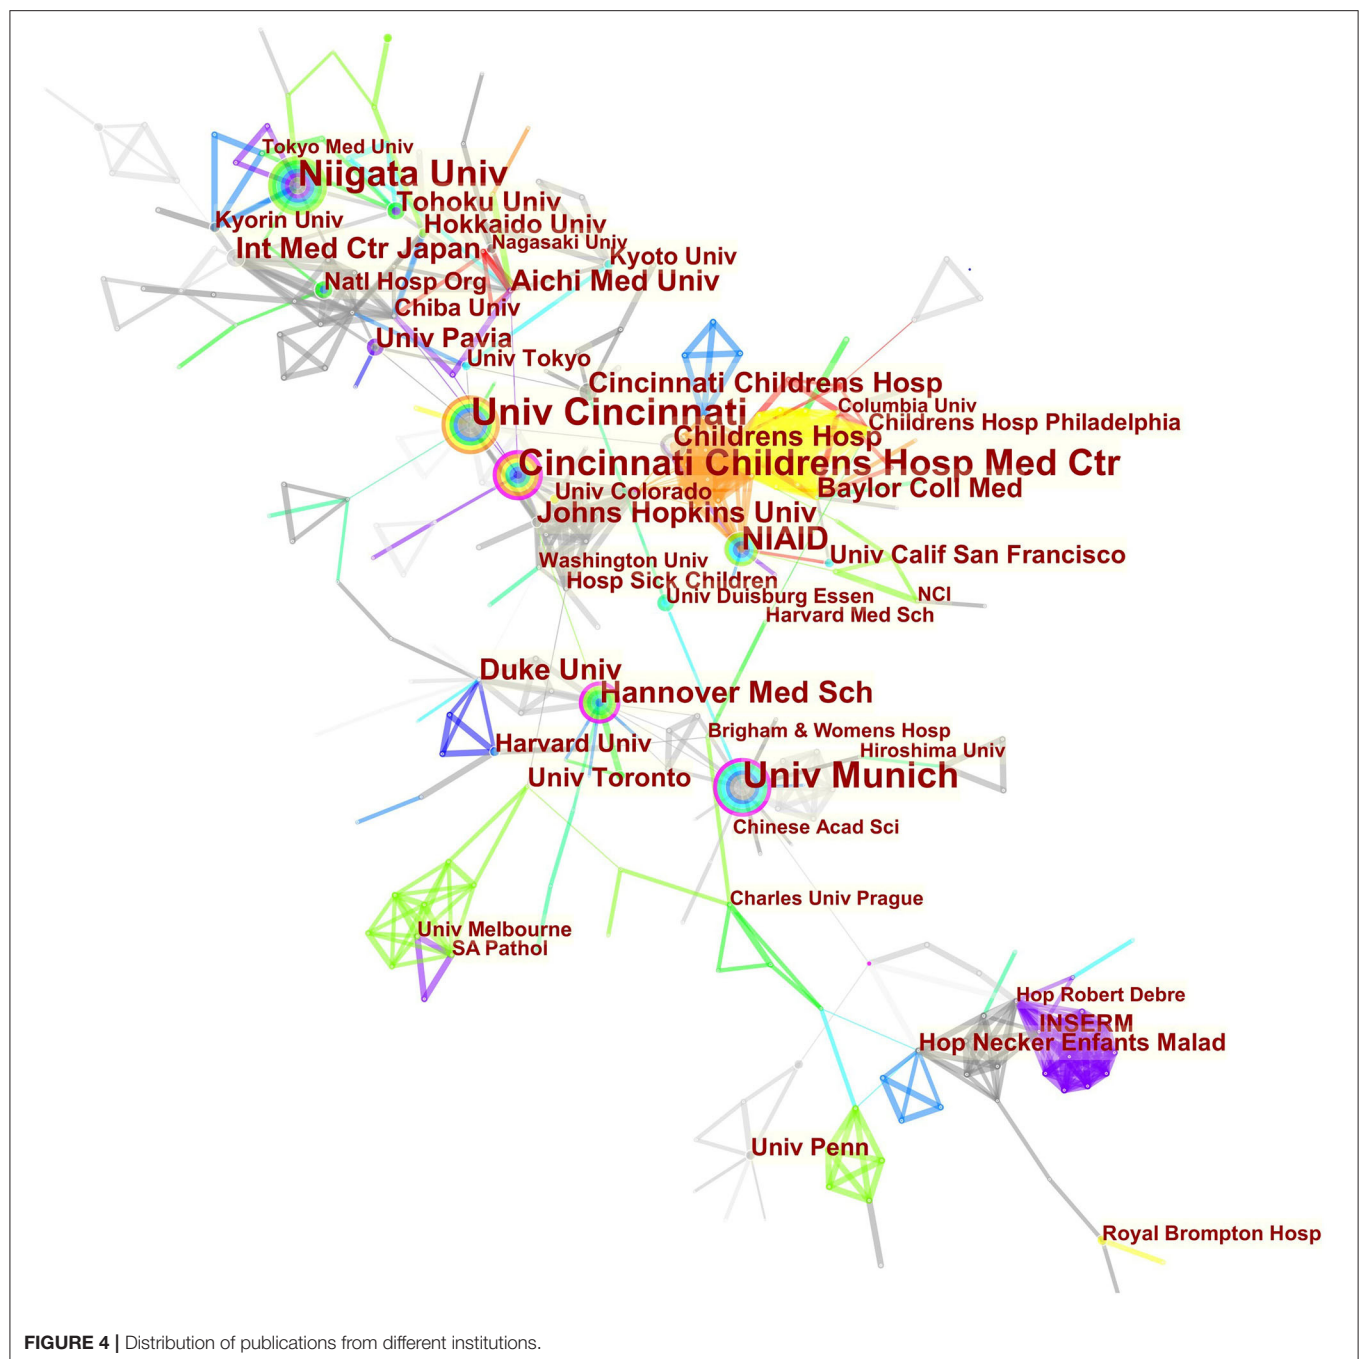 Tokyo Med Univ
Niigata Univ
Tohoku Univ
Kyorin Univ
Hokkaido Univ
Int Med Ctr Japan
Nagasaki Univ
Kyoto Univ
Natl Hosp Org
Aichi Med Univ
Chiba Univ
Univ Pavia
Univ Tokyo
Cincinnati Childrens Hosp
Univ Cincinnati
Columbia Univ
Childrens Hosp Philadelphia
Childrens Hosp
Cincinnati Childrens Hosp Med Ctr
Univ Colorado
Baylor Coll Med
Johns Hopkins Univ
NIAID
Univ Calif San Francisco
Washington Univ
Hosp Sick Children
Univ Duisburg Essen
NCI
Harvard Med Sch
Duke Univ
Hannover Med Sch
Brigham & Womens Hosp
Harvard Univ
Hiroshima Univ
Univ Toronto
Univ Munich
Chinese Acad Sci
Charles Univ Prague
Univ Melbourne
SA Pathol
Hop Robert Debre
INSERM
Hop Necker Enfants Malad
Univ Penn
Royal Brompton Hosp
FIGURE 4 | Distribution of publications from different institutions.